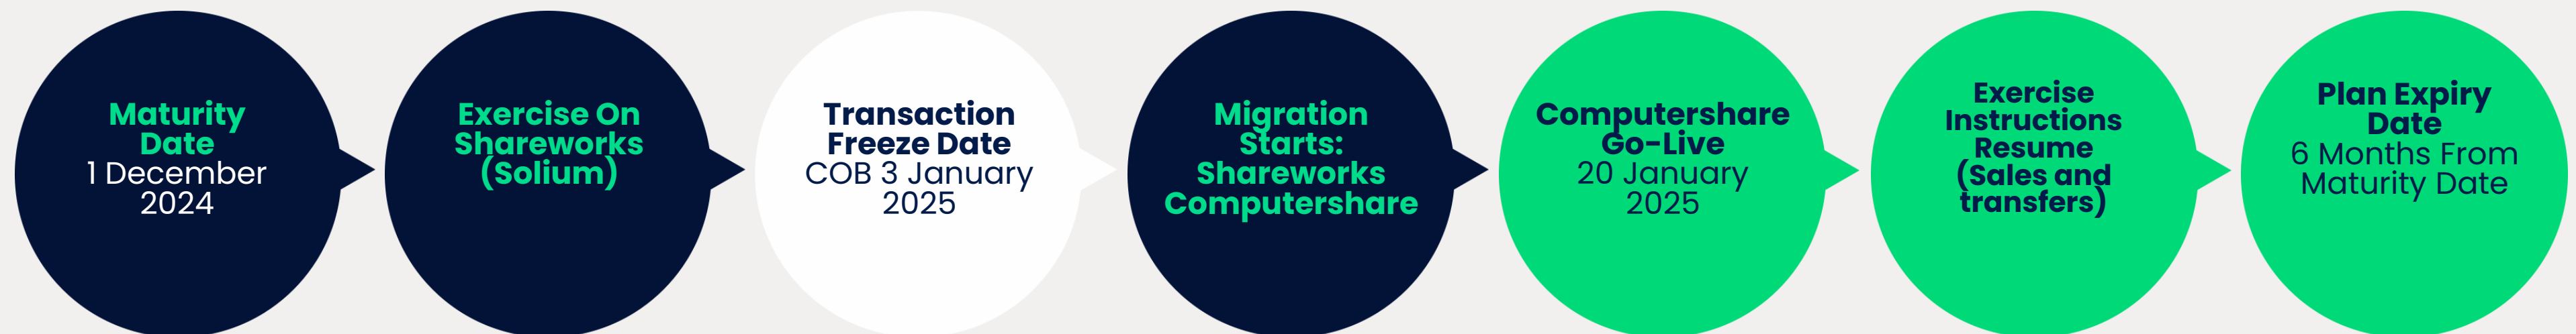 Maturity
Date
1 December
2024
Exercise On
Shareworks
(Solium)
Transaction
Freeze Date
COB 3 January
2025
Migration
Starts:
Shareworks
Computershare
Computershare
Go-Live
20 January
2025
Exercise
Instructions
Resume
(Sales and
transfers)
Plan Expiry
Date
6 Months From
Maturity Date